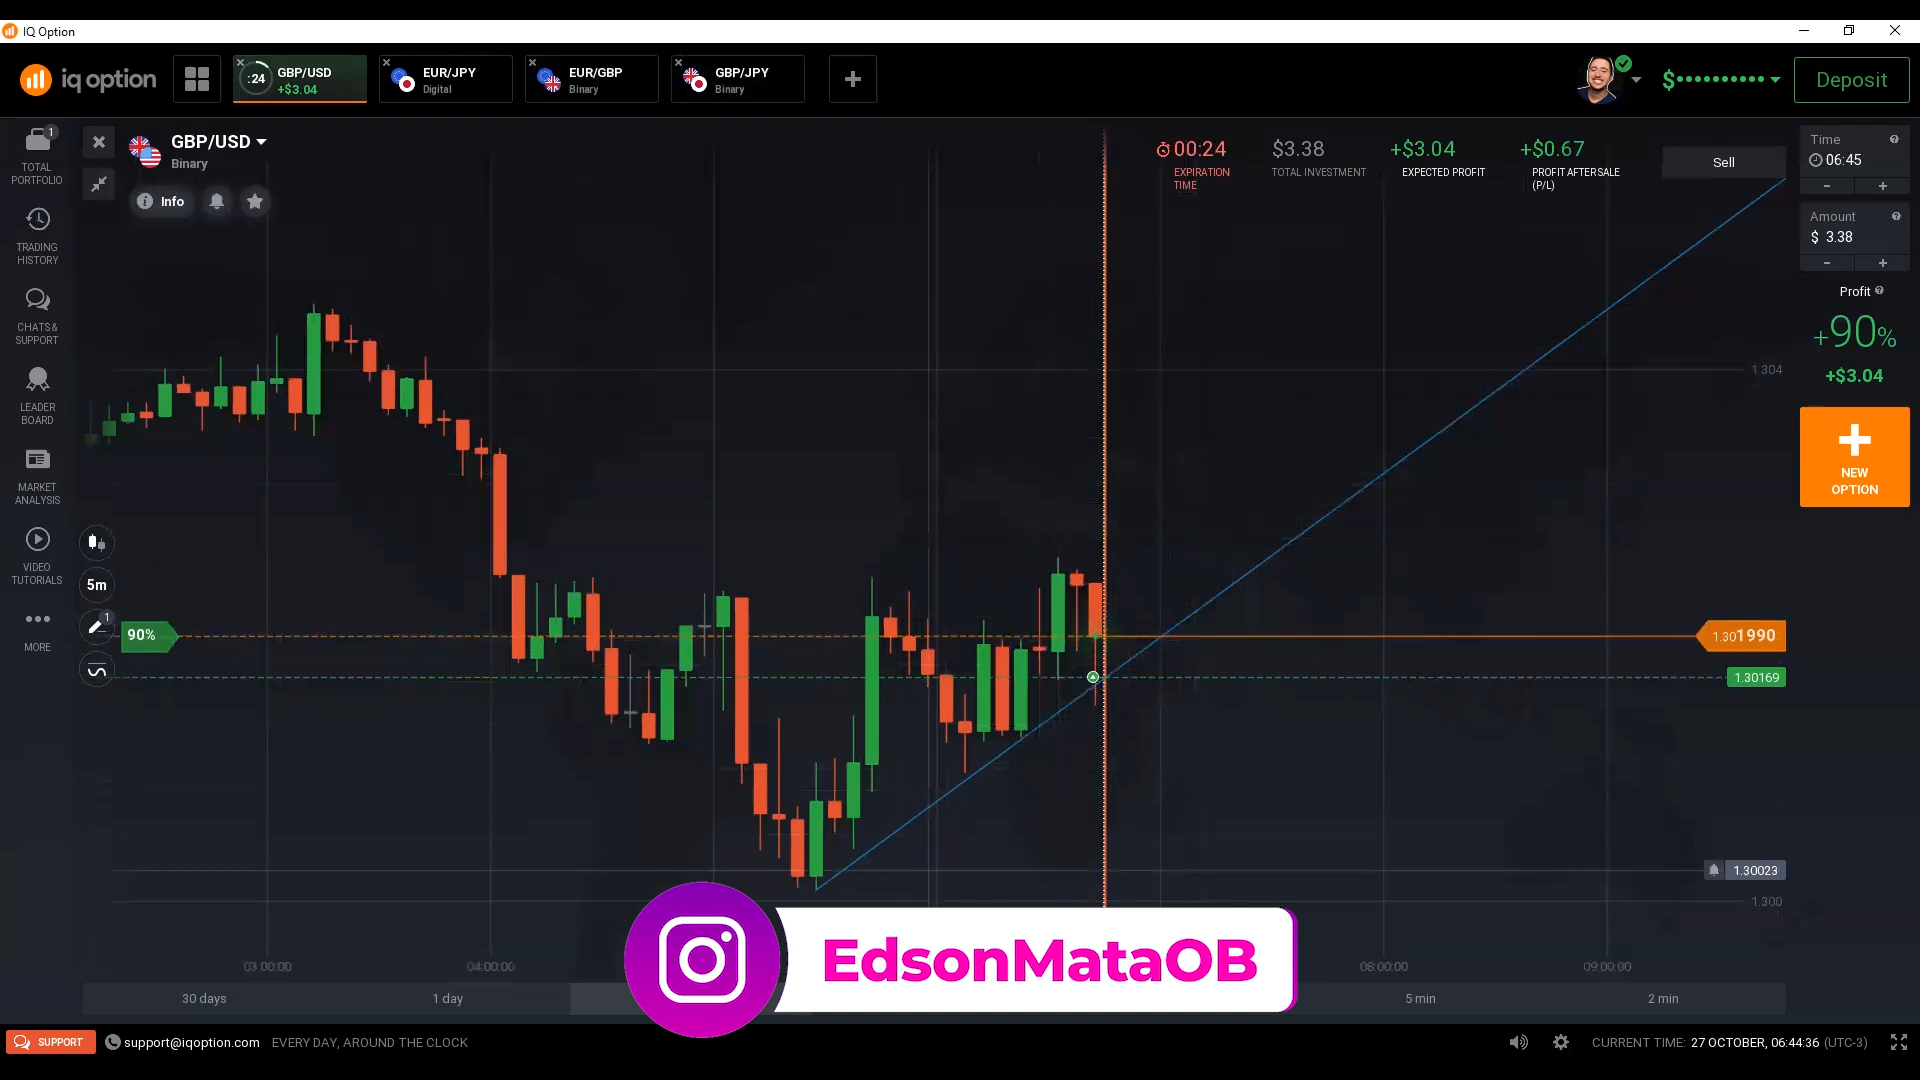 IQ Option
iq option
:24
GBP/USD
+$3.04
EUR/JPY
Digital
EUR/GBP
Binary
GBP/JPY
Binary
Deposit
1
TOTAL
PORTFOLIO
TRADING
HISTORY
CHATS &
SUPPORT
LEADER
BOARD
MARKET
ANALYSIS
VIDEO
TUTORIALS
MORE
GBP/USD
Binary
Info
00:24
EXPIRATION
TIME
$3.38
TOTAL INVESTMENT
+$3.04
EXPECTED PROFIT
+$0.67
PROFIT AFTER SALE
(P/L)
Sell
Time
06:45
Amount
$ 3.38
Profit
+90%
+$3.04
NEW
OPTION
1.304
5m
1
90%
1.301990
1.30169
1.30023
1.300
03:00:00
04:00:00
08:00:00
09:00:00
EdsonMataOB
30 days
1 day
5 min
2 min
SUPPORT
support@iqoption.com
EVERY DAY, AROUND THE CLOCK
CURRENT TIME: 27 OCTOBER, 06:44:36 (UTC-3)